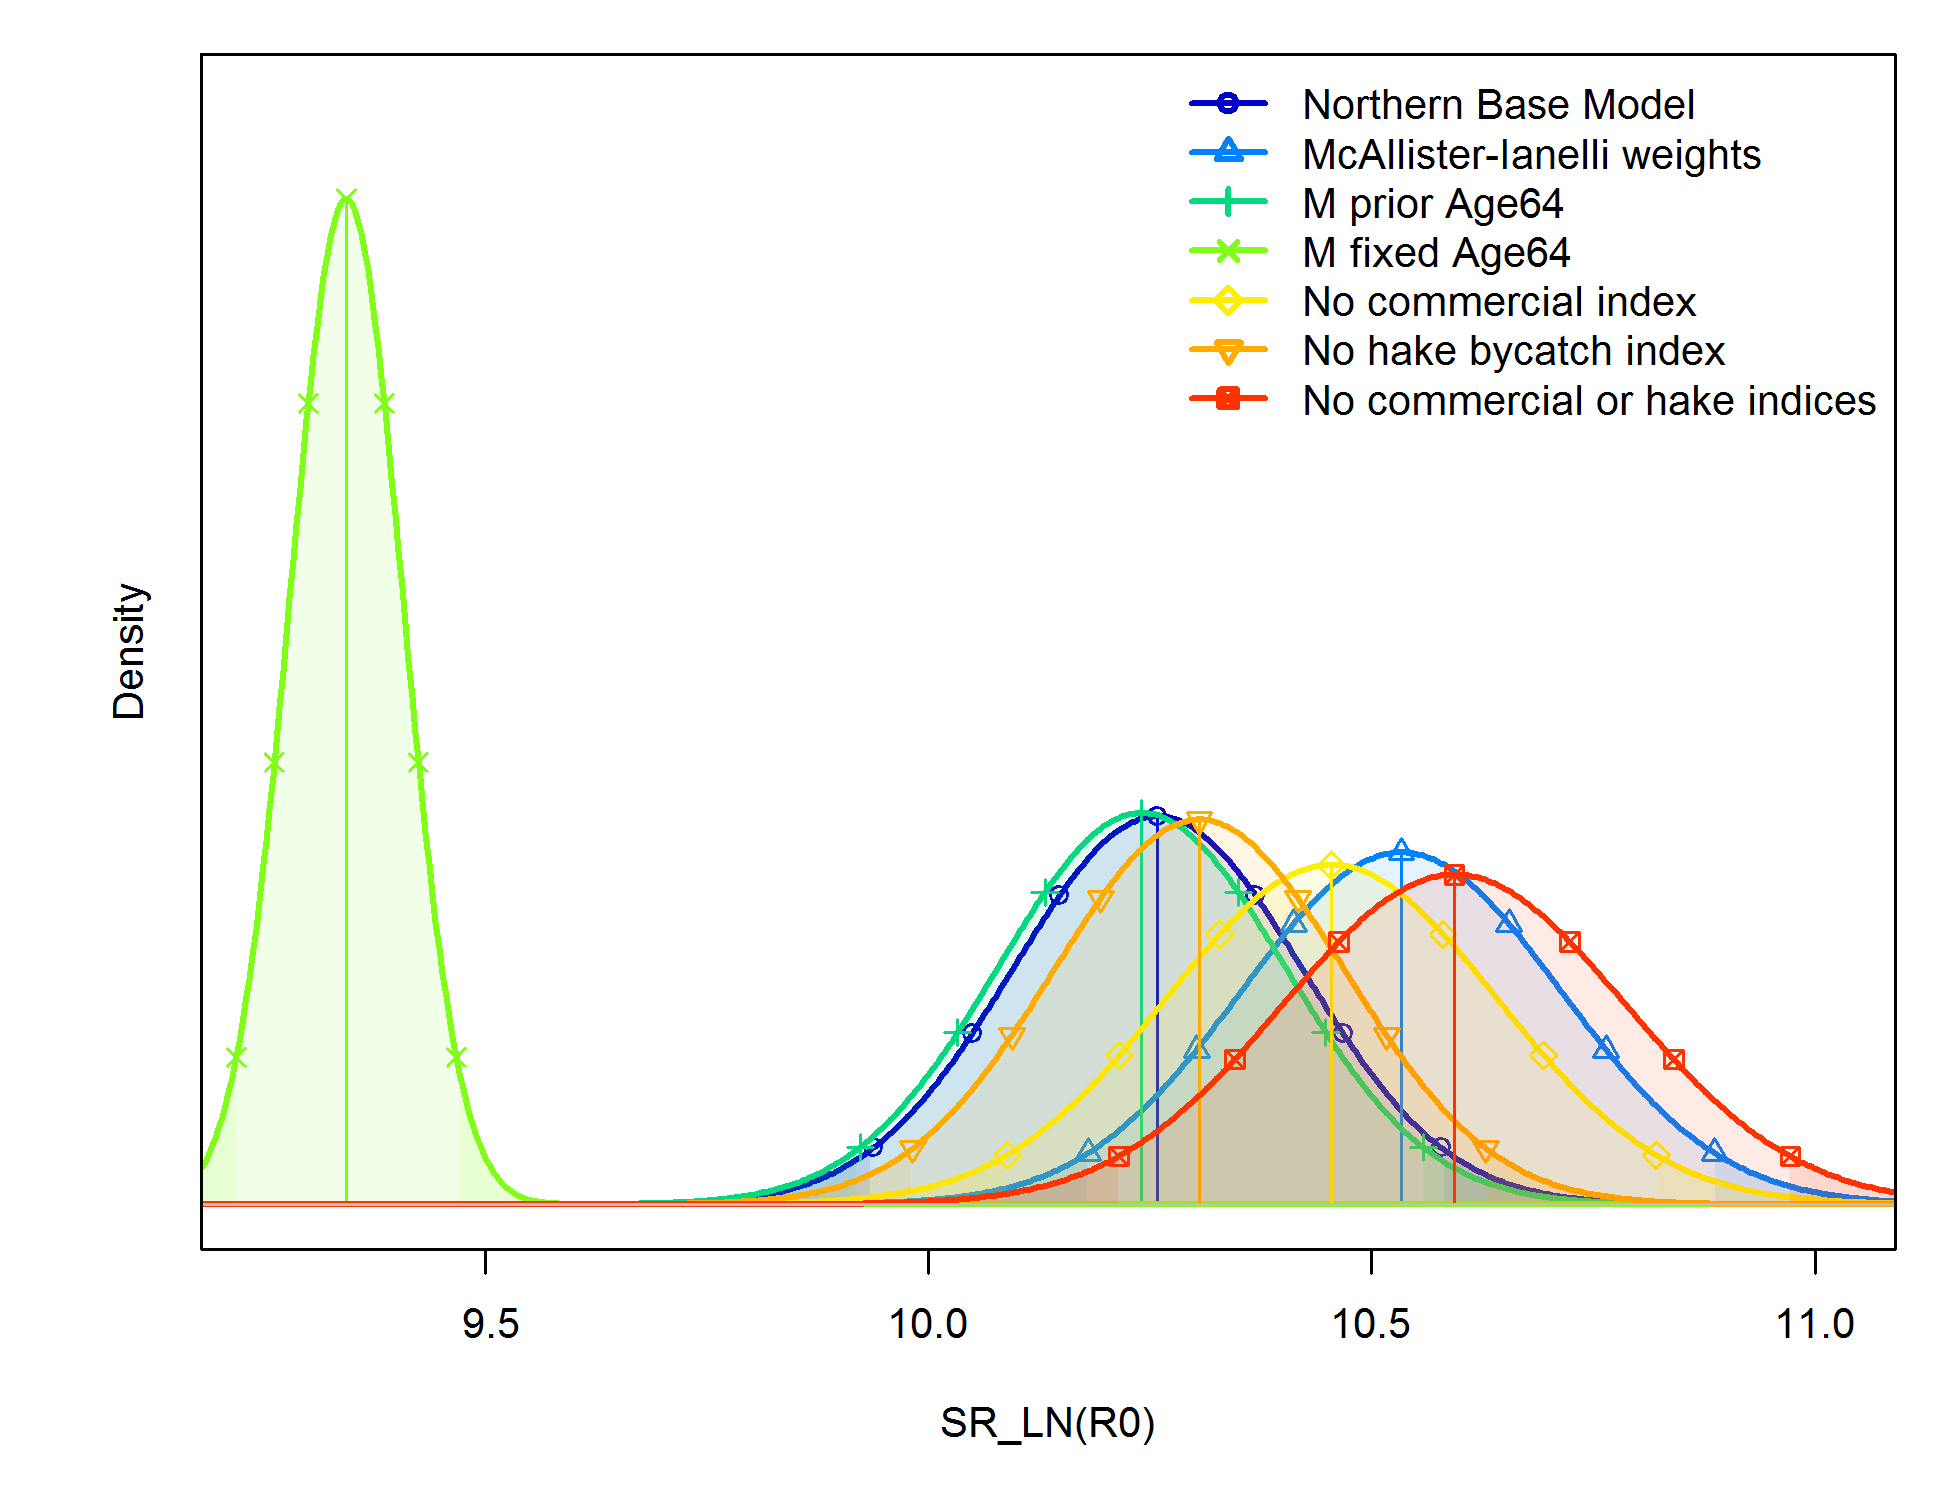 Northern Base Model
McAllister-Ianelli weights
M prior Age64
M fixed Age64
No commercial index
No hake bycatch index
No commercial or hake indices
Density
9.5 10.0 10.5 11.0
SR_LN(R0)